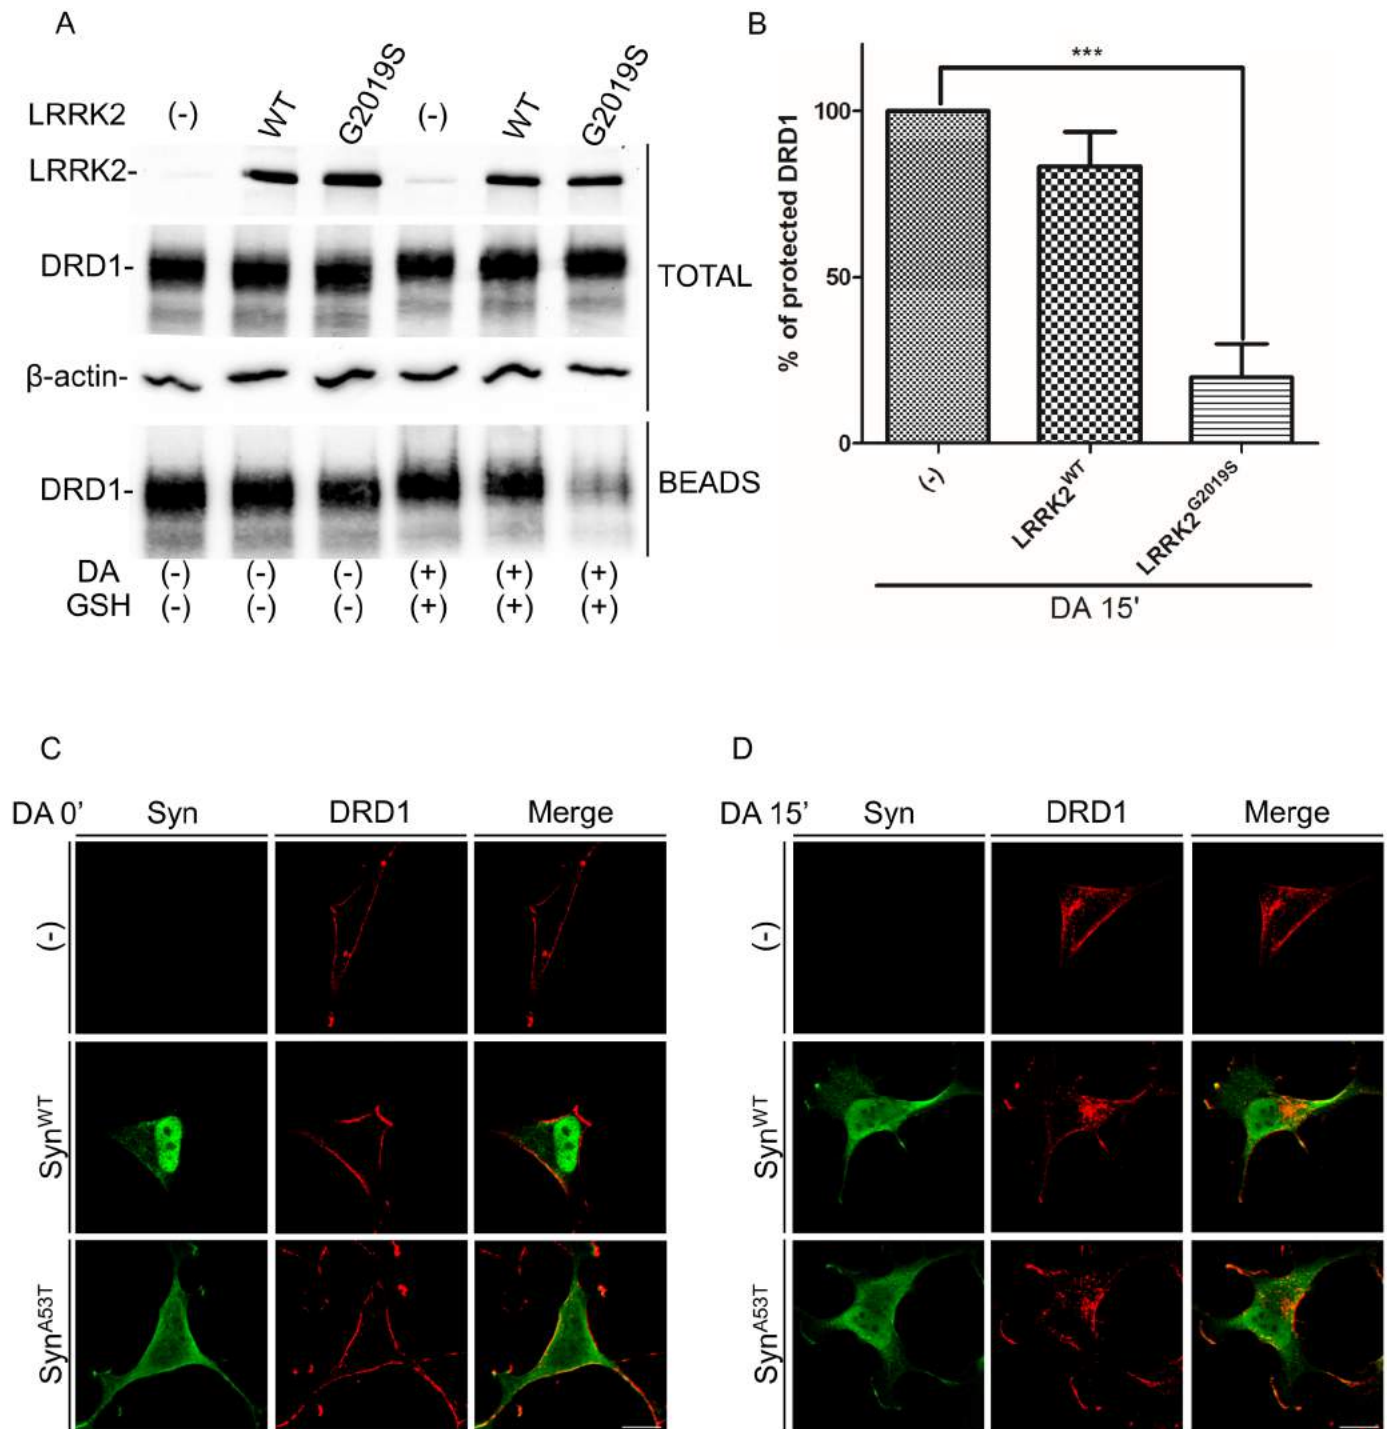 A
LRRK2 (-) WT G2019S (-) WT G2019S
LRRK2-
DRD1-
TOTAL
β-actin-
DRD1-
BEADS
DA (-) (-) (-) (+) (+) (+)
GSH (-) (-) (-) (+) (+) (+)
B
***
% of protected DRD1
100
50
0
(-) LRRK2WT LRRK2G2019S
DA 15'
C
DA 0’ Syn DRD1 Merge
(-)
SynWT
SynA53T
D
DA 15’ Syn DRD1 Merge
(-)
SynWT
SynA53T